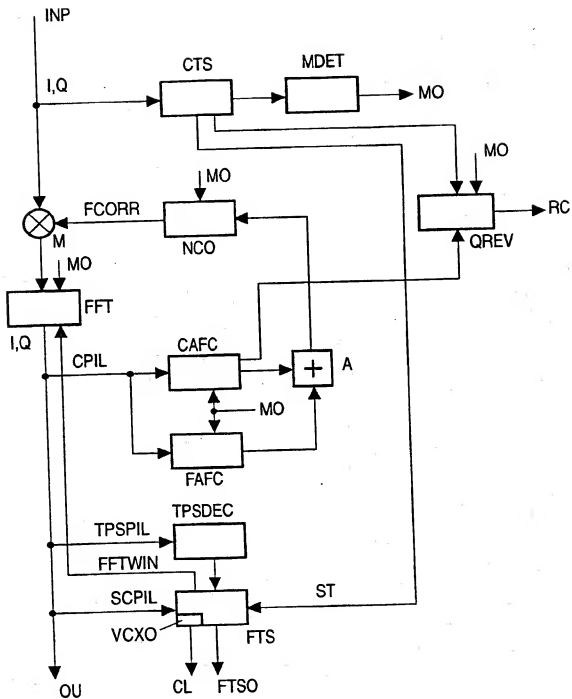 INP
CTS
MDET
I,Q
MO
MO
MO
FCORR
RC
M
NCO
QREV
MO
FFT
I,Q
CAFC
CPIL
+
A
MO
FAFC
TPSDEC
TPSPIL
FFTWIN
SCPIL
ST
VCXO
FTS
OU
CL
FTSO